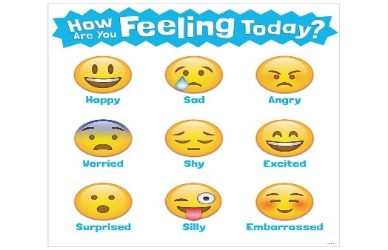 How Are You Feeling Today?
Happy Sad Angry
Worried Shy Excited
Surprised Silly Embarrassed